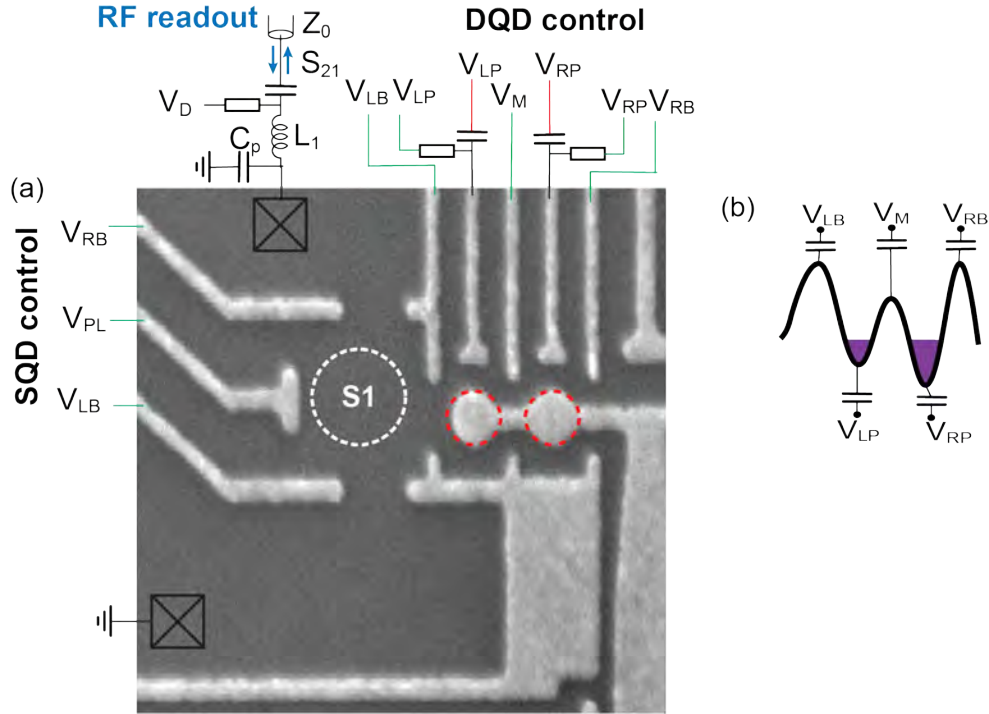 RF readout
Z0
S21
DQD control
VLP
VRP
VLB
VLP
VM
VRP
VRB
VD
Cp
L1
(a)
SQD control
VRB
VPL
VLB
S1
(b)
VLB
VM
VRB
VLP
VRP